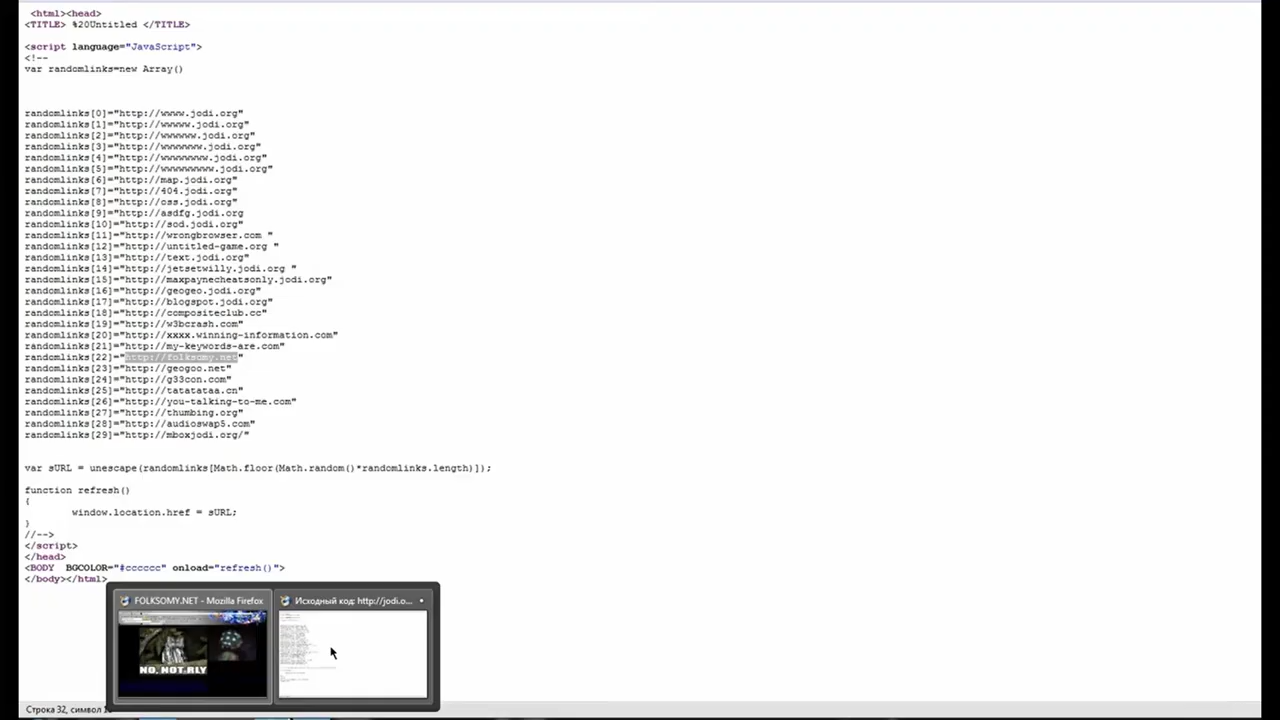 <html><head>
<TITLE> %20Untitled </TITLE>
<script language="JavaScript">
<!--
var randomlinks=new Array()
randomlinks[0]="http://wwww.jodi.org"
randomlinks[1]="http://wwwww.jodi.org"
randomlinks[2]="http://wwwwww.jodi.org"
randomlinks[3]="http://wwwwwww.jodi.org"
randomlinks[4]="http://wwwwwwww.jodi.org"
randomlinks[5]="http://wwwwwwwww.jodi.org"
randomlinks[6]="http://map.jodi.org"
randomlinks[7]="http://404.jodi.org"
randomlinks[8]="http://oss.jodi.org"
randomlinks[9]="http://asdfg.jodi.org
randomlinks[10]="http://sod.jodi.org"
randomlinks[11]="http://wrongbrowser.com "
randomlinks[12]="http://untitled-game.org "
randomlinks[13]="http://text.jodi.org"
randomlinks[14]="http://jetsetwilly.jodi.org "
randomlinks[15]="http://maxpaynecheatsonly.jodi.org"
randomlinks[16]="http://geogeo.jodi.org"
randomlinks[17]="http://blogspot.jodi.org"
randomlinks[18]="http://compositeclub.cc"
randomlinks[19]="http://w3bcrash.com"
randomlinks[20]="http://xxxx.winning-information.com"
randomlinks[21]="http://my-keywords-are.com"
randomlinks[22]="http://folksomy.net"
randomlinks[23]="http://geogoo.net"
randomlinks[24]="http://g33con.com"
randomlinks[25]="http://tatatataa.cn"
randomlinks[26]="http://you-talking-to-me.com"
randomlinks[27]="http://thumbing.org"
randomlinks[28]="http://audioswap5.com"
randomlinks[29]="http://mboxjodi.org/"
var sURL = unescape(randomlinks[Math.floor(Math.random()*randomlinks.length)]);
function refresh()
{
window.location.href = sURL;
}
//-->
</script>
</head>
<BODY BGCOLOR="#cccccc" onload="refresh()">
</body></html>
FOLKSOMY.NET - Mozilla Firefox
Исходный код: http://jodi.o...
NO, NOT RLY
Строка 32, символ